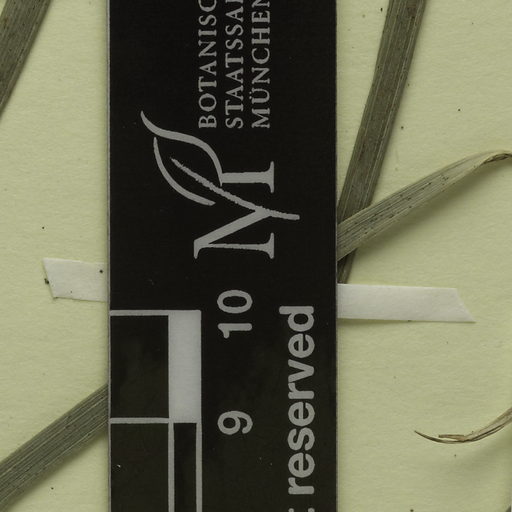 BOTANISC
STAATSSA
MÜNCHEN
M
10
9
t reserved